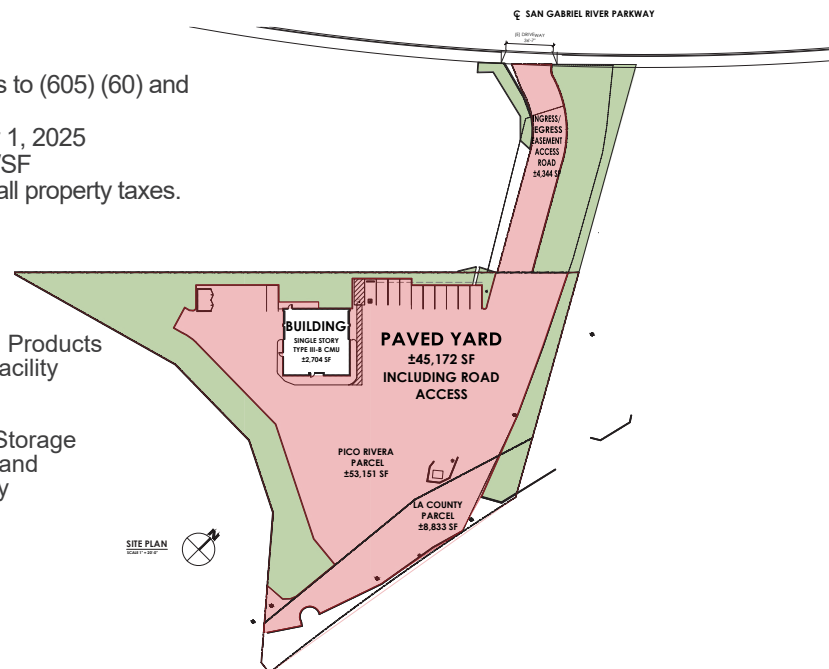 ℄ SAN GABRIEL RIVER PARKWAY
(E) DRIVEWAY
s to (605) (60) and
1, 2025
/SF
all property taxes.
INGRESS/
EGRESS
EASEMENT
ACCESS
ROAD
±4,344 SF
Products
acility
Storage
and
y
BUILDING
SINGLE STORY
TYPE III-B CMU
±2,704 SF
PAVED YARD
±45,172 SF
INCLUDING ROAD
ACCESS
PICO RIVERA
PARCEL
±53,151 SF
LA COUNTY
PARCEL
±8,833 SF
SITE PLAN
N